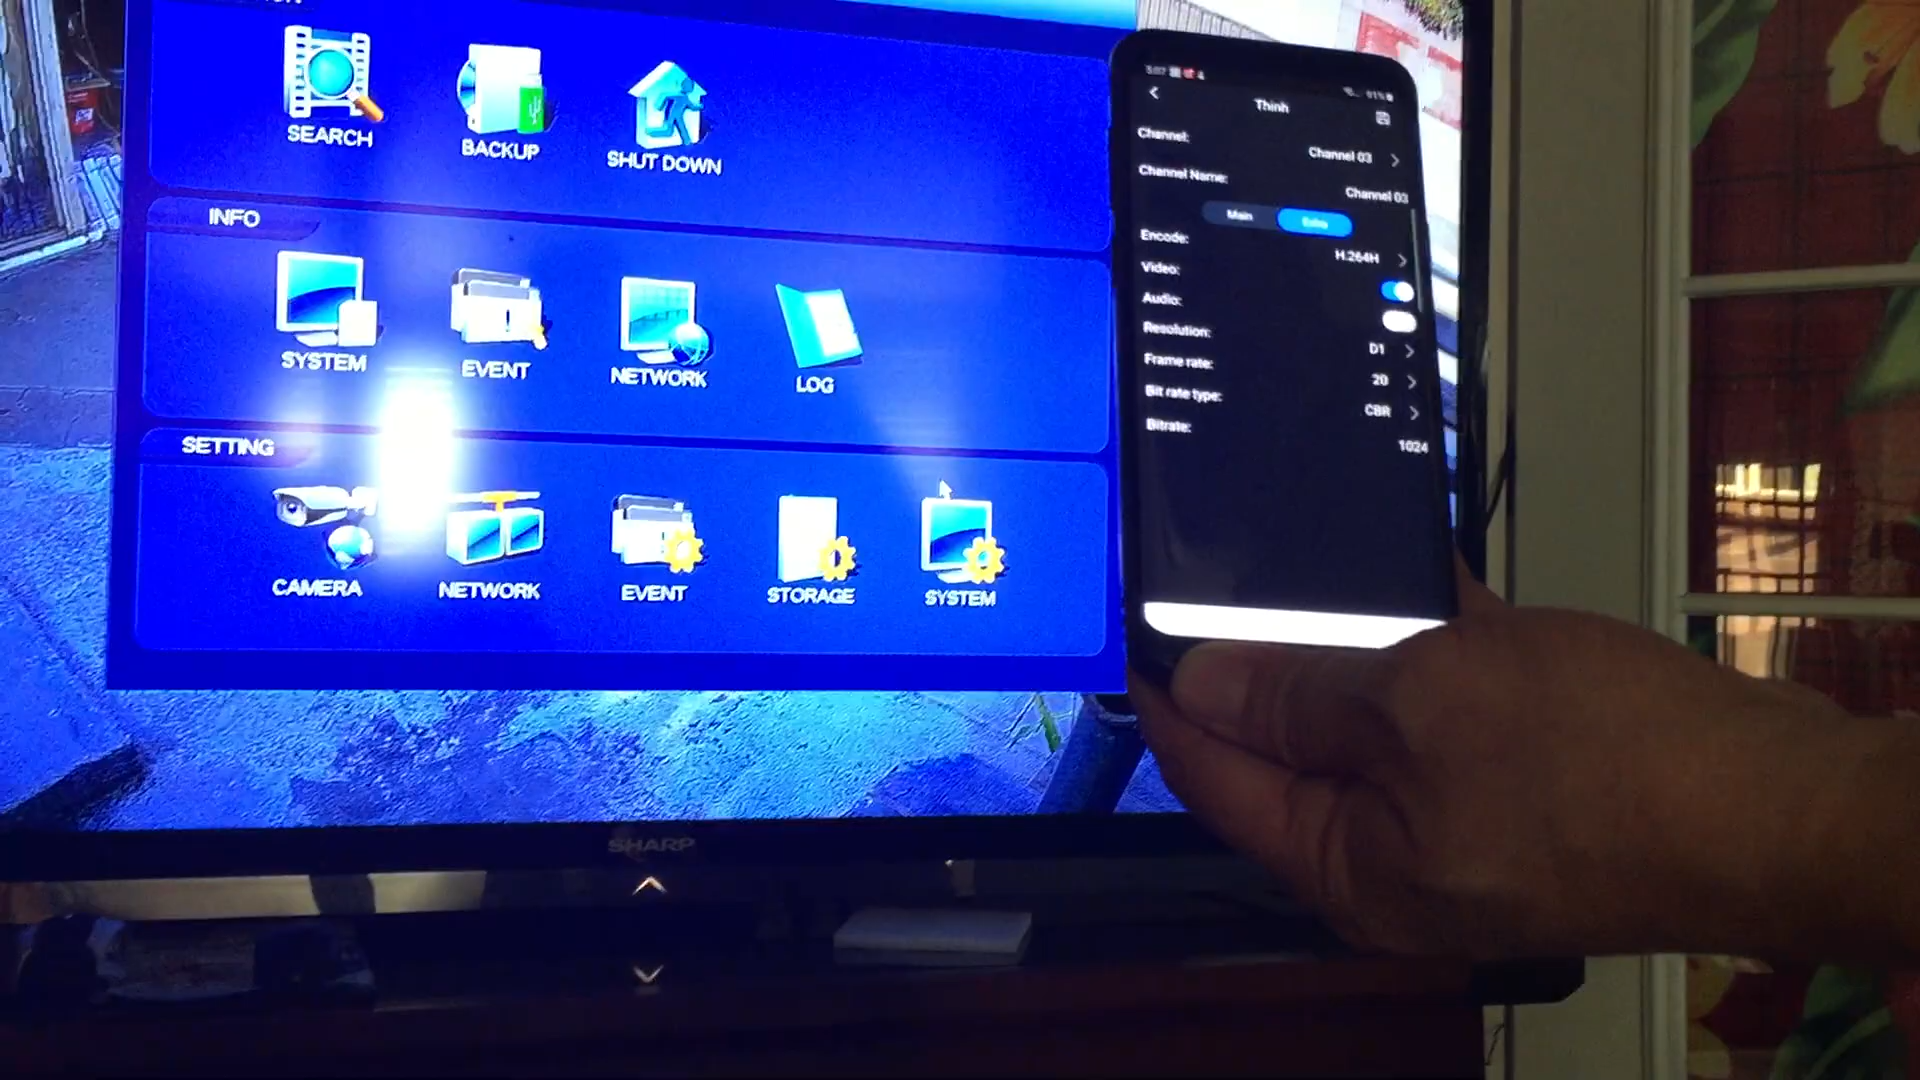 SEARCH
BACKUP
SHUT DOWN
INFO
SYSTEM
EVENT
NETWORK
LOG
SETTING
CAMERA
NETWORK
EVENT
STORAGE
SYSTEM
SHARP
91%
Thinh
Channel:
Channel 03
Channel Name:
Channel 03
Main
Extra
Encode:
H.264H
Video:
Audio:
Resolution:
D1
Frame rate:
20
Bit rate type:
CBR
Bitrate:
1024